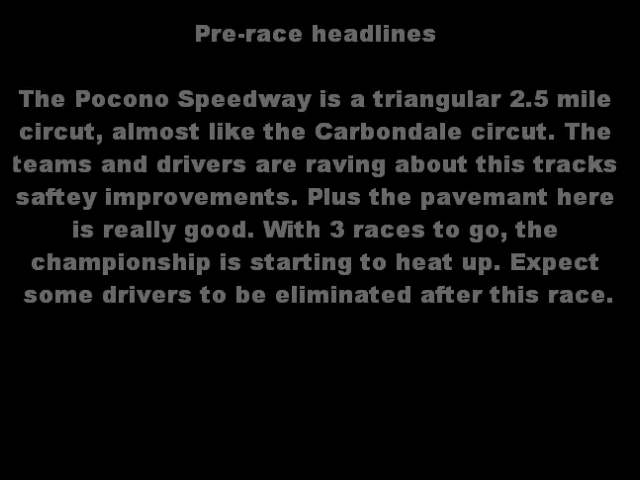 Pre-race headlines
The Pocono Speedway is a triangular 2.5 mile
circut, almost like the Carbondale circut. The
teams and drivers are raving about this tracks
saftey improvements. Plus the pavemant here
is really good. With 3 races to go, the
championship is starting to heat up. Expect
some drivers to be eliminated after this race.